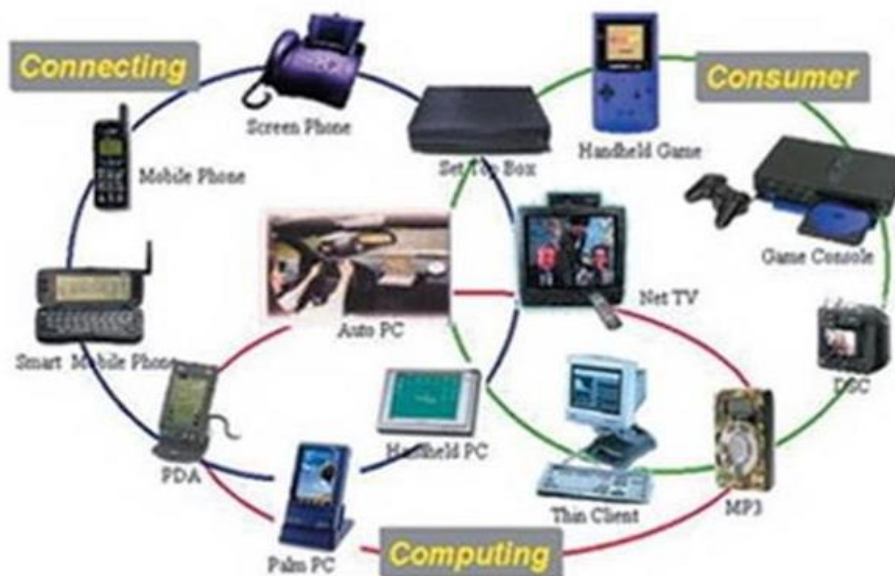 Connecting
Consumer
Screen Phone
Set Top Box
Handheld Game
Mobile Phone
Game Console
Auto PC
Net TV
Smart Mobile Phone
DSC
Handheld PC
PDA
Thin Client
MP3
Palm PC
Computing